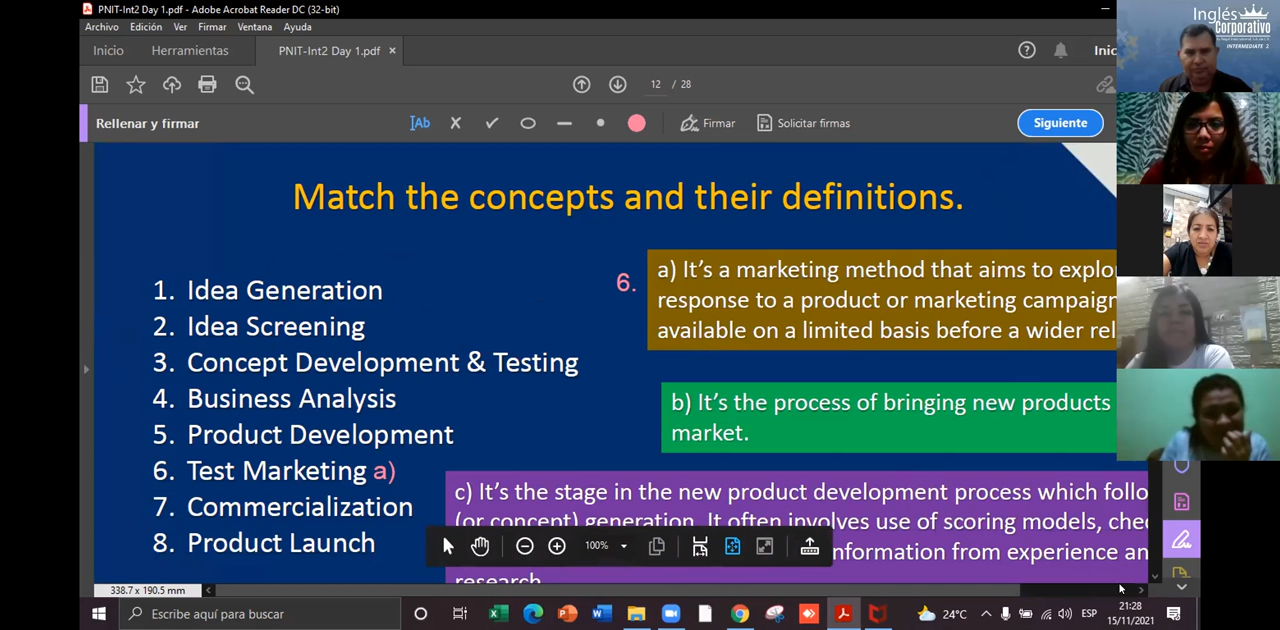 PNIT-Int2 Day 1.pdf - Adobe Acrobat Reader DC (32-bit)
Archivo Edición Ver Firmar Ventana Ayuda
Inicio Herramientas PNIT-Int2 Day 1.pdf ×
Inic
12 / 28
Rellenar y firmar
Ab Firmar Solicitar firmas Siguiente
Inglés
Corporativo
INTERMEDIATE 2
Match the concepts and their definitions.
1. Idea Generation
2. Idea Screening
3. Concept Development & Testing
4. Business Analysis
5. Product Development
6. Test Marketing a)
7. Commercialization
8. Product Launch
6.
a) It's a marketing method that aims to explo
response to a product or marketing campaign
available on a limited basis before a wider rel
b) It's the process of bringing new products
market.
c) It's the stage in the new product development process which follo
(or concept) generation. It often involves use of scoring models, che
information from experience an
research
100%
338.7 x 190.5 mm
Escribe aquí para buscar
24°C
ESP
21:28
15/11/2021